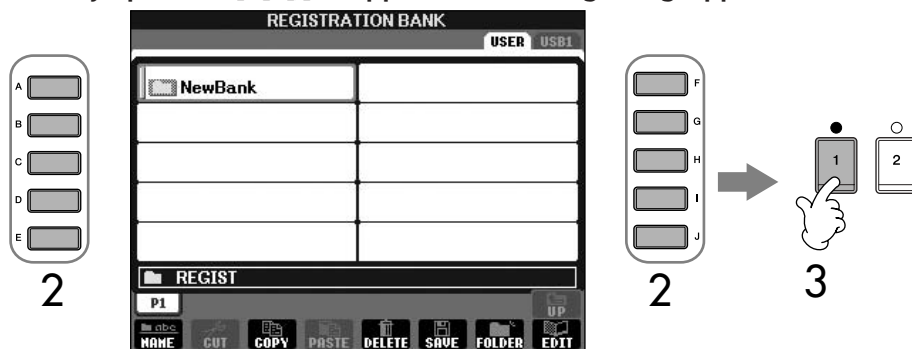 REGISTRATION BANK
USER USB1
A NewBank F
B G
C H
D I
E J
1 2
REGIST
2 2 3
P1
UP
abc
NAME CUT COPY PASTE DELETE SAVE FOLDER EDIT